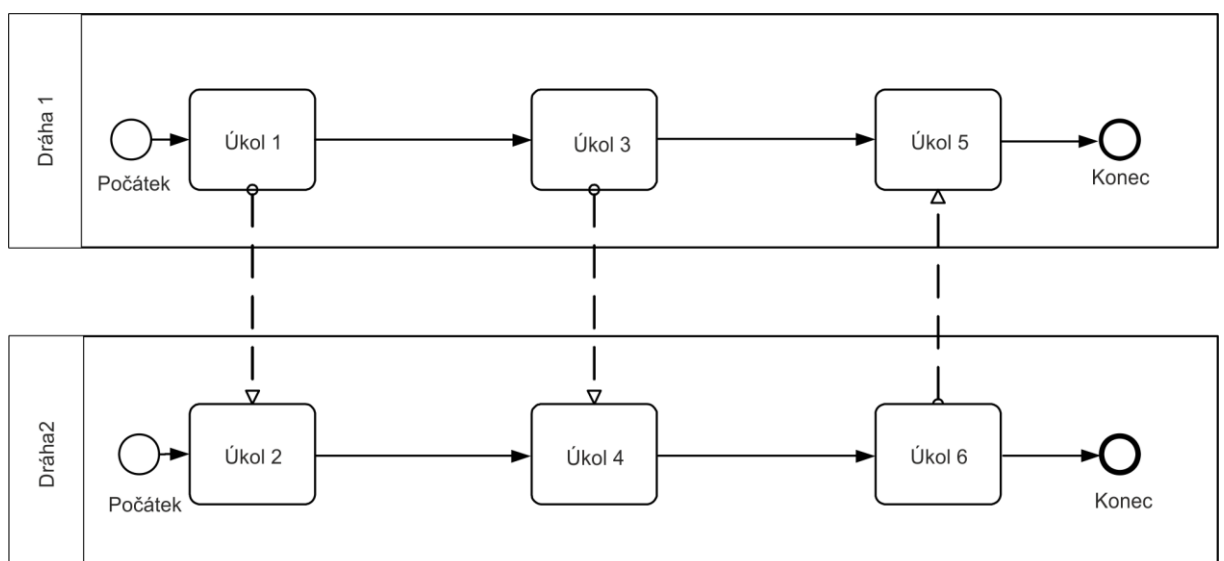 Dráha 1
Počátek
Úkol 1
Úkol 3
Úkol 5
Konec
Dráha2
Počátek
Úkol 2
Úkol 4
Úkol 6
Konec